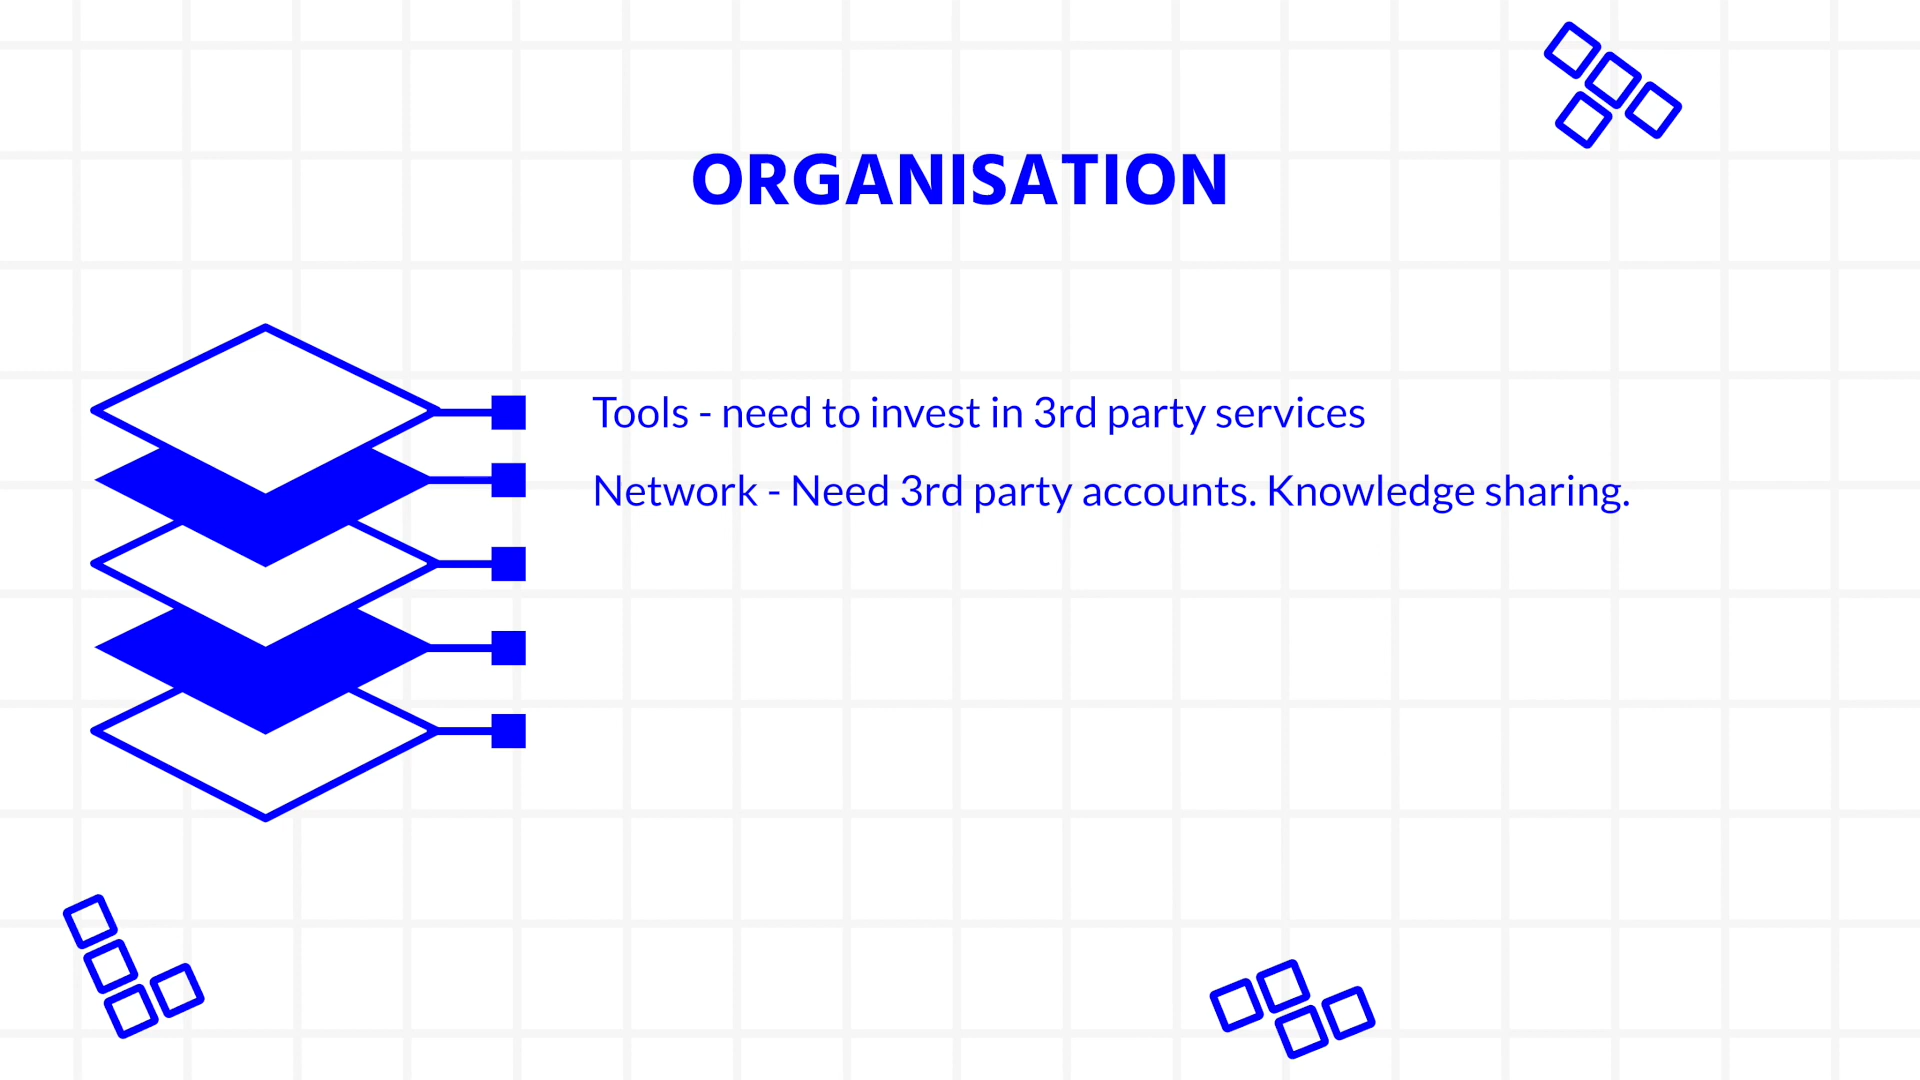 ORGANISATION
Tools - need to invest in 3rd party services
Network - Need 3rd party accounts. Knowledge sharing.